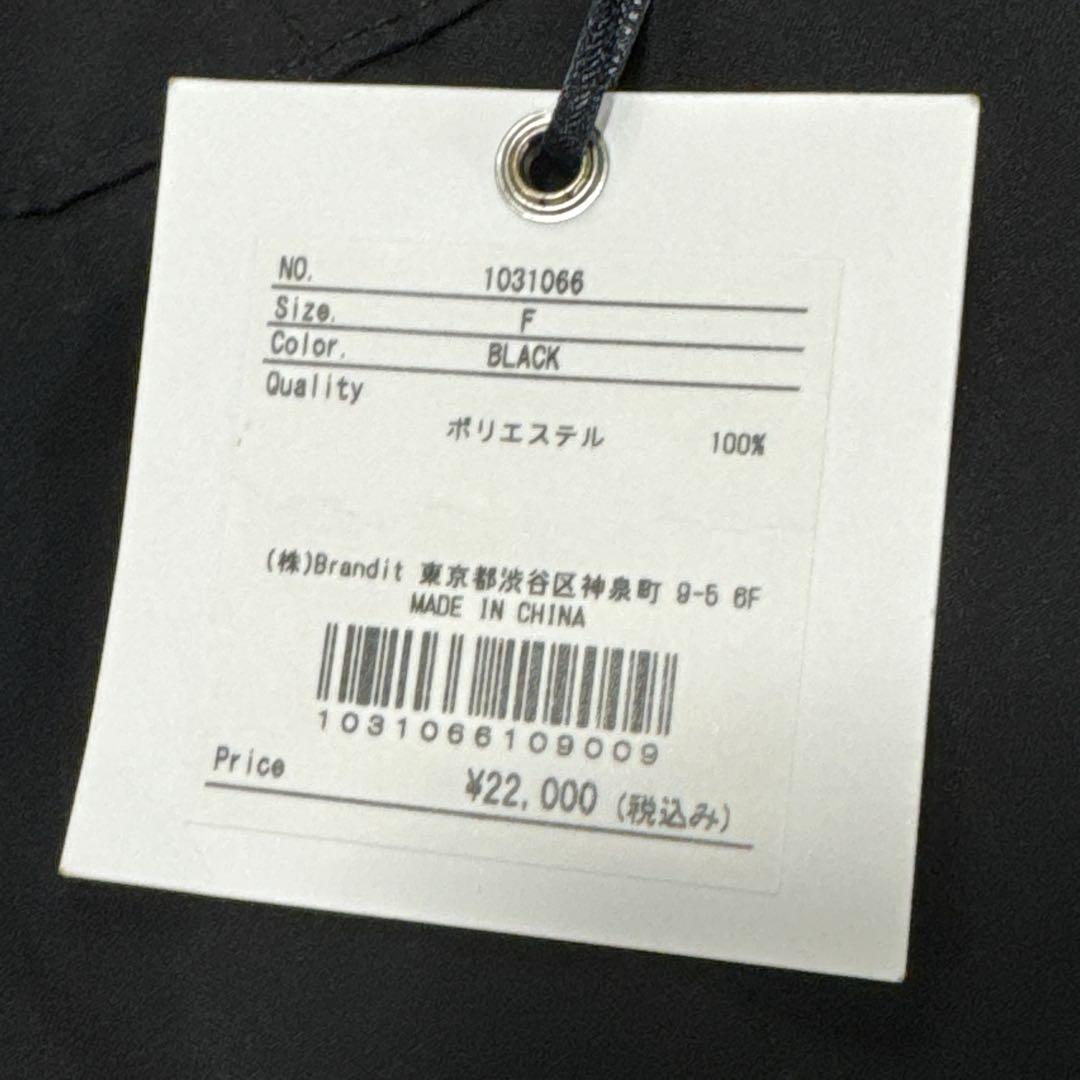 NO. 1031066
Size. F
Color. BLACK
Quality
ポリエステル 100%
(株)Brandit 東京都渋谷区神泉町 9-5 6F
MADE IN CHINA
1031066109009
Price ¥22,000 (税込み)